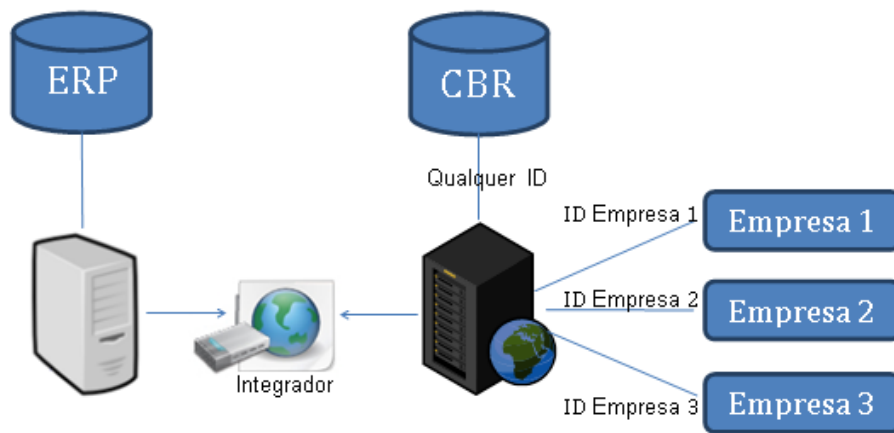 ERP
CBR
Qualquer ID
ID Empresa 1
Empresa 1
ID Empresa 2
Empresa 2
Integrador
ID Empresa 3
Empresa 3